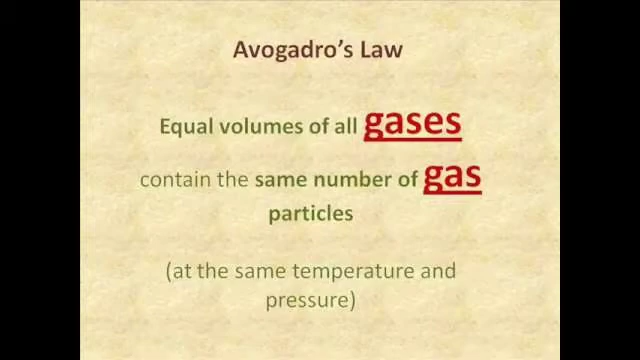 Avogadro's Law
Equal volumes of all gases
contain the same number of gas
particles
(at the same temperature and
pressure)